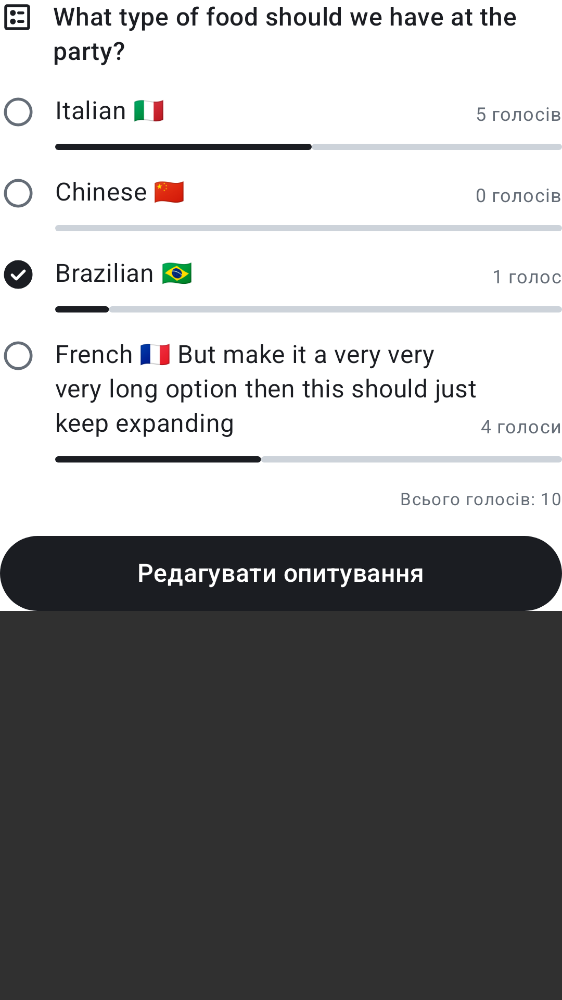 What type of food should we have at the
party?
Italian 🇮🇹
5 голосів
Chinese 🇨🇳
0 голосів
Brazilian 🇧🇷
1 голос
French 🇫🇷 But make it a very very
very long option then this should just
keep expanding
4 голоси
Всього голосів: 10
Редагувати опитування